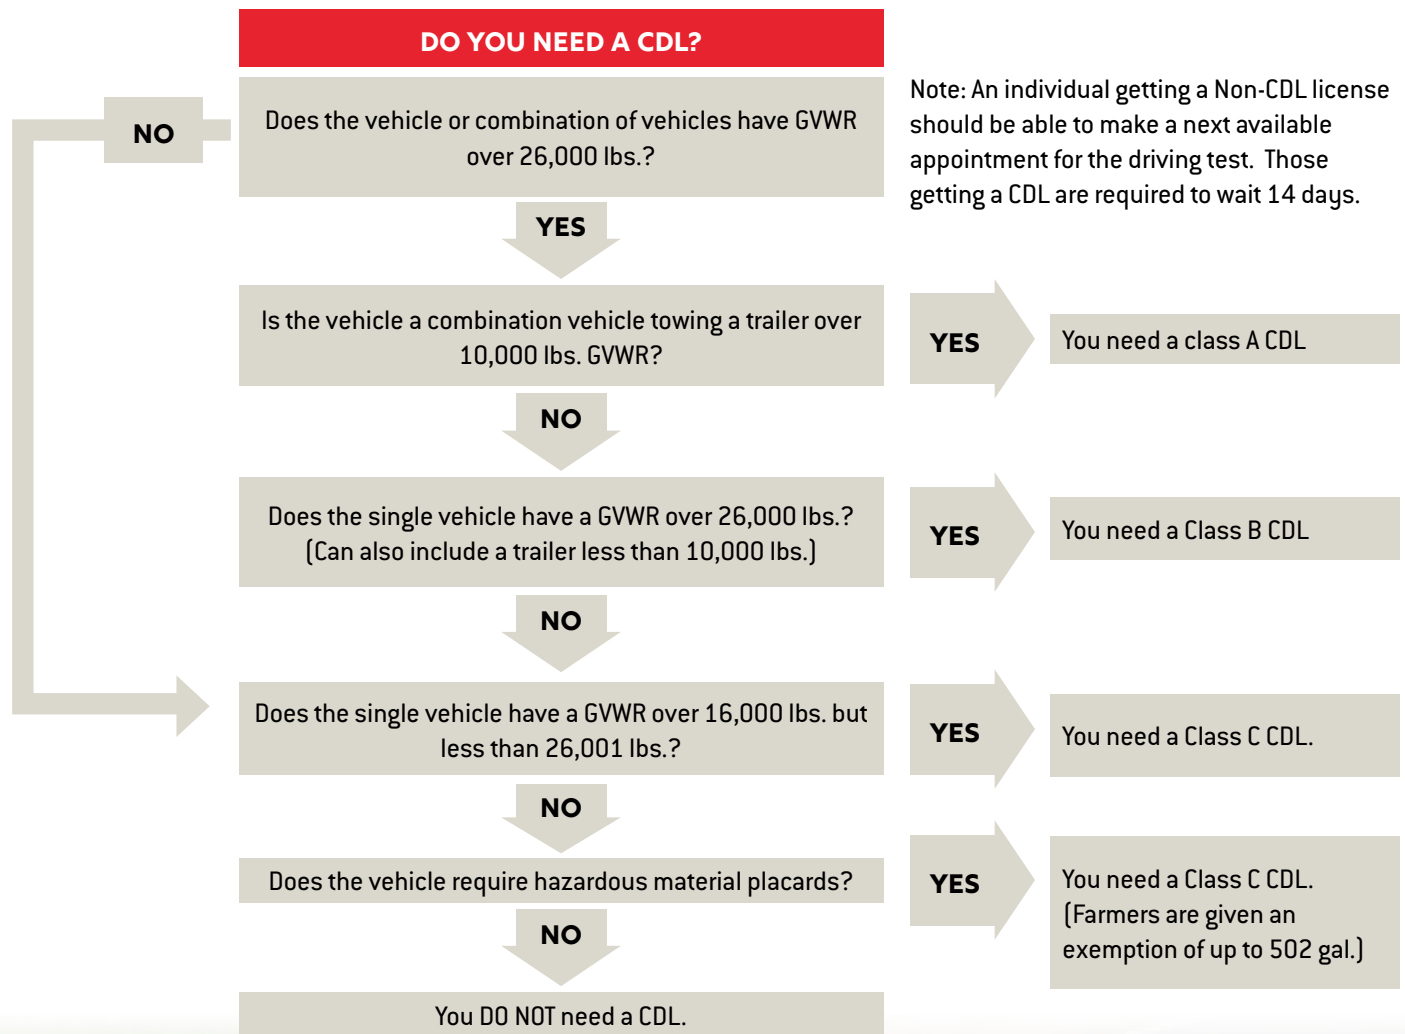 DO YOU NEED A CDL?
Does the vehicle or combination of vehicles have GVWR
over 26,000 lbs.?
NO
Note: An individual getting a Non-CDL license
should be able to make a next available
appointment for the driving test.  Those
getting a CDL are required to wait 14 days.
YES
Is the vehicle a combination vehicle towing a trailer over
10,000 lbs. GVWR?
YES
You need a class A CDL
NO
Does the single vehicle have a GVWR over 26,000 lbs.?
(Can also include a trailer less than 10,000 lbs.)
YES
You need a Class B CDL
NO
Does the single vehicle have a GVWR over 16,000 lbs. but
less than 26,001 lbs.?
YES
You need a Class C CDL.
NO
Does the vehicle require hazardous material placards?
YES
You need a Class C CDL.
(Farmers are given an
exemption of up to 502 gal.)
NO
You DO NOT need a CDL.